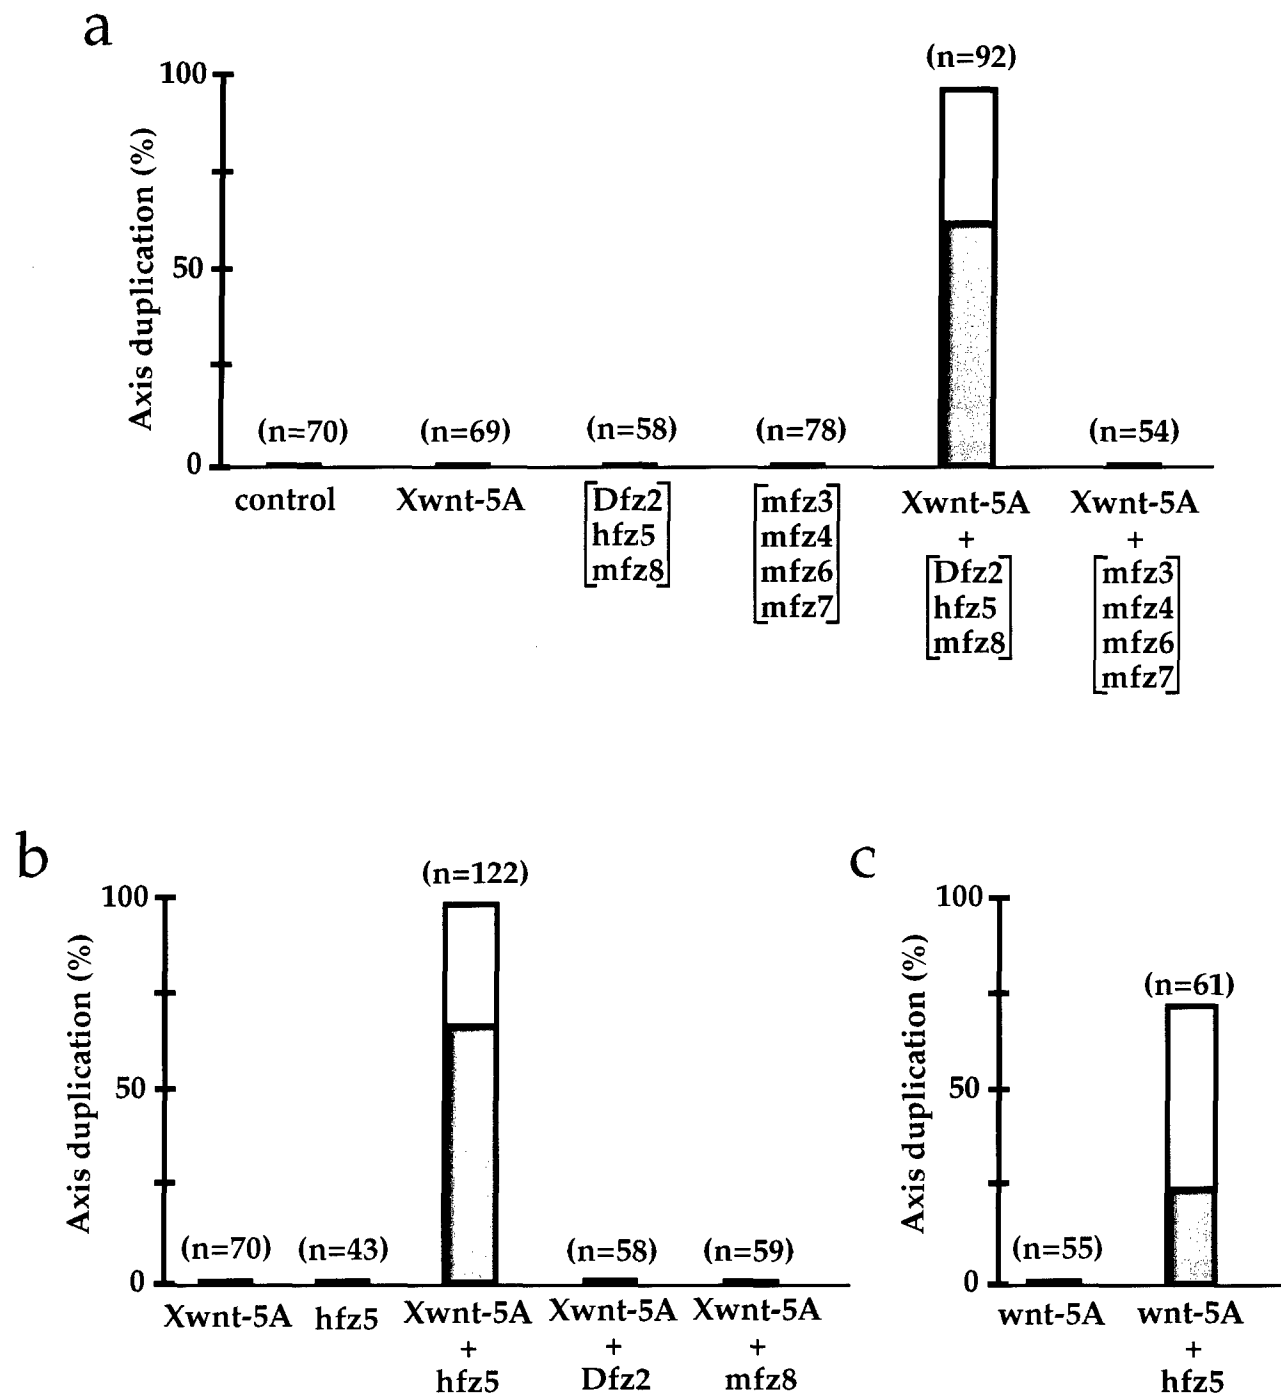 a
(n=92)
100
Axis duplication (%)
50
(n=70) (n=69) (n=58) (n=78) (n=54)
0
control Xwnt-5A [Dfz2 hfz5 mfz8] [mfz3 mfz4 mfz6 mfz7] Xwnt-5A + [Dfz2 hfz5 mfz8] Xwnt-5A + [mfz3 mfz4 mfz6 mfz7]
b
(n=122)
100
Axis duplication (%)
50
(n=70) (n=43) (n=58) (n=59)
0
Xwnt-5A hfz5 Xwnt-5A + hfz5 Xwnt-5A + Dfz2 Xwnt-5A + mfz8
c
100
(n=61)
Axis duplication (%)
50
(n=55)
0
wnt-5A wnt-5A + hfz5